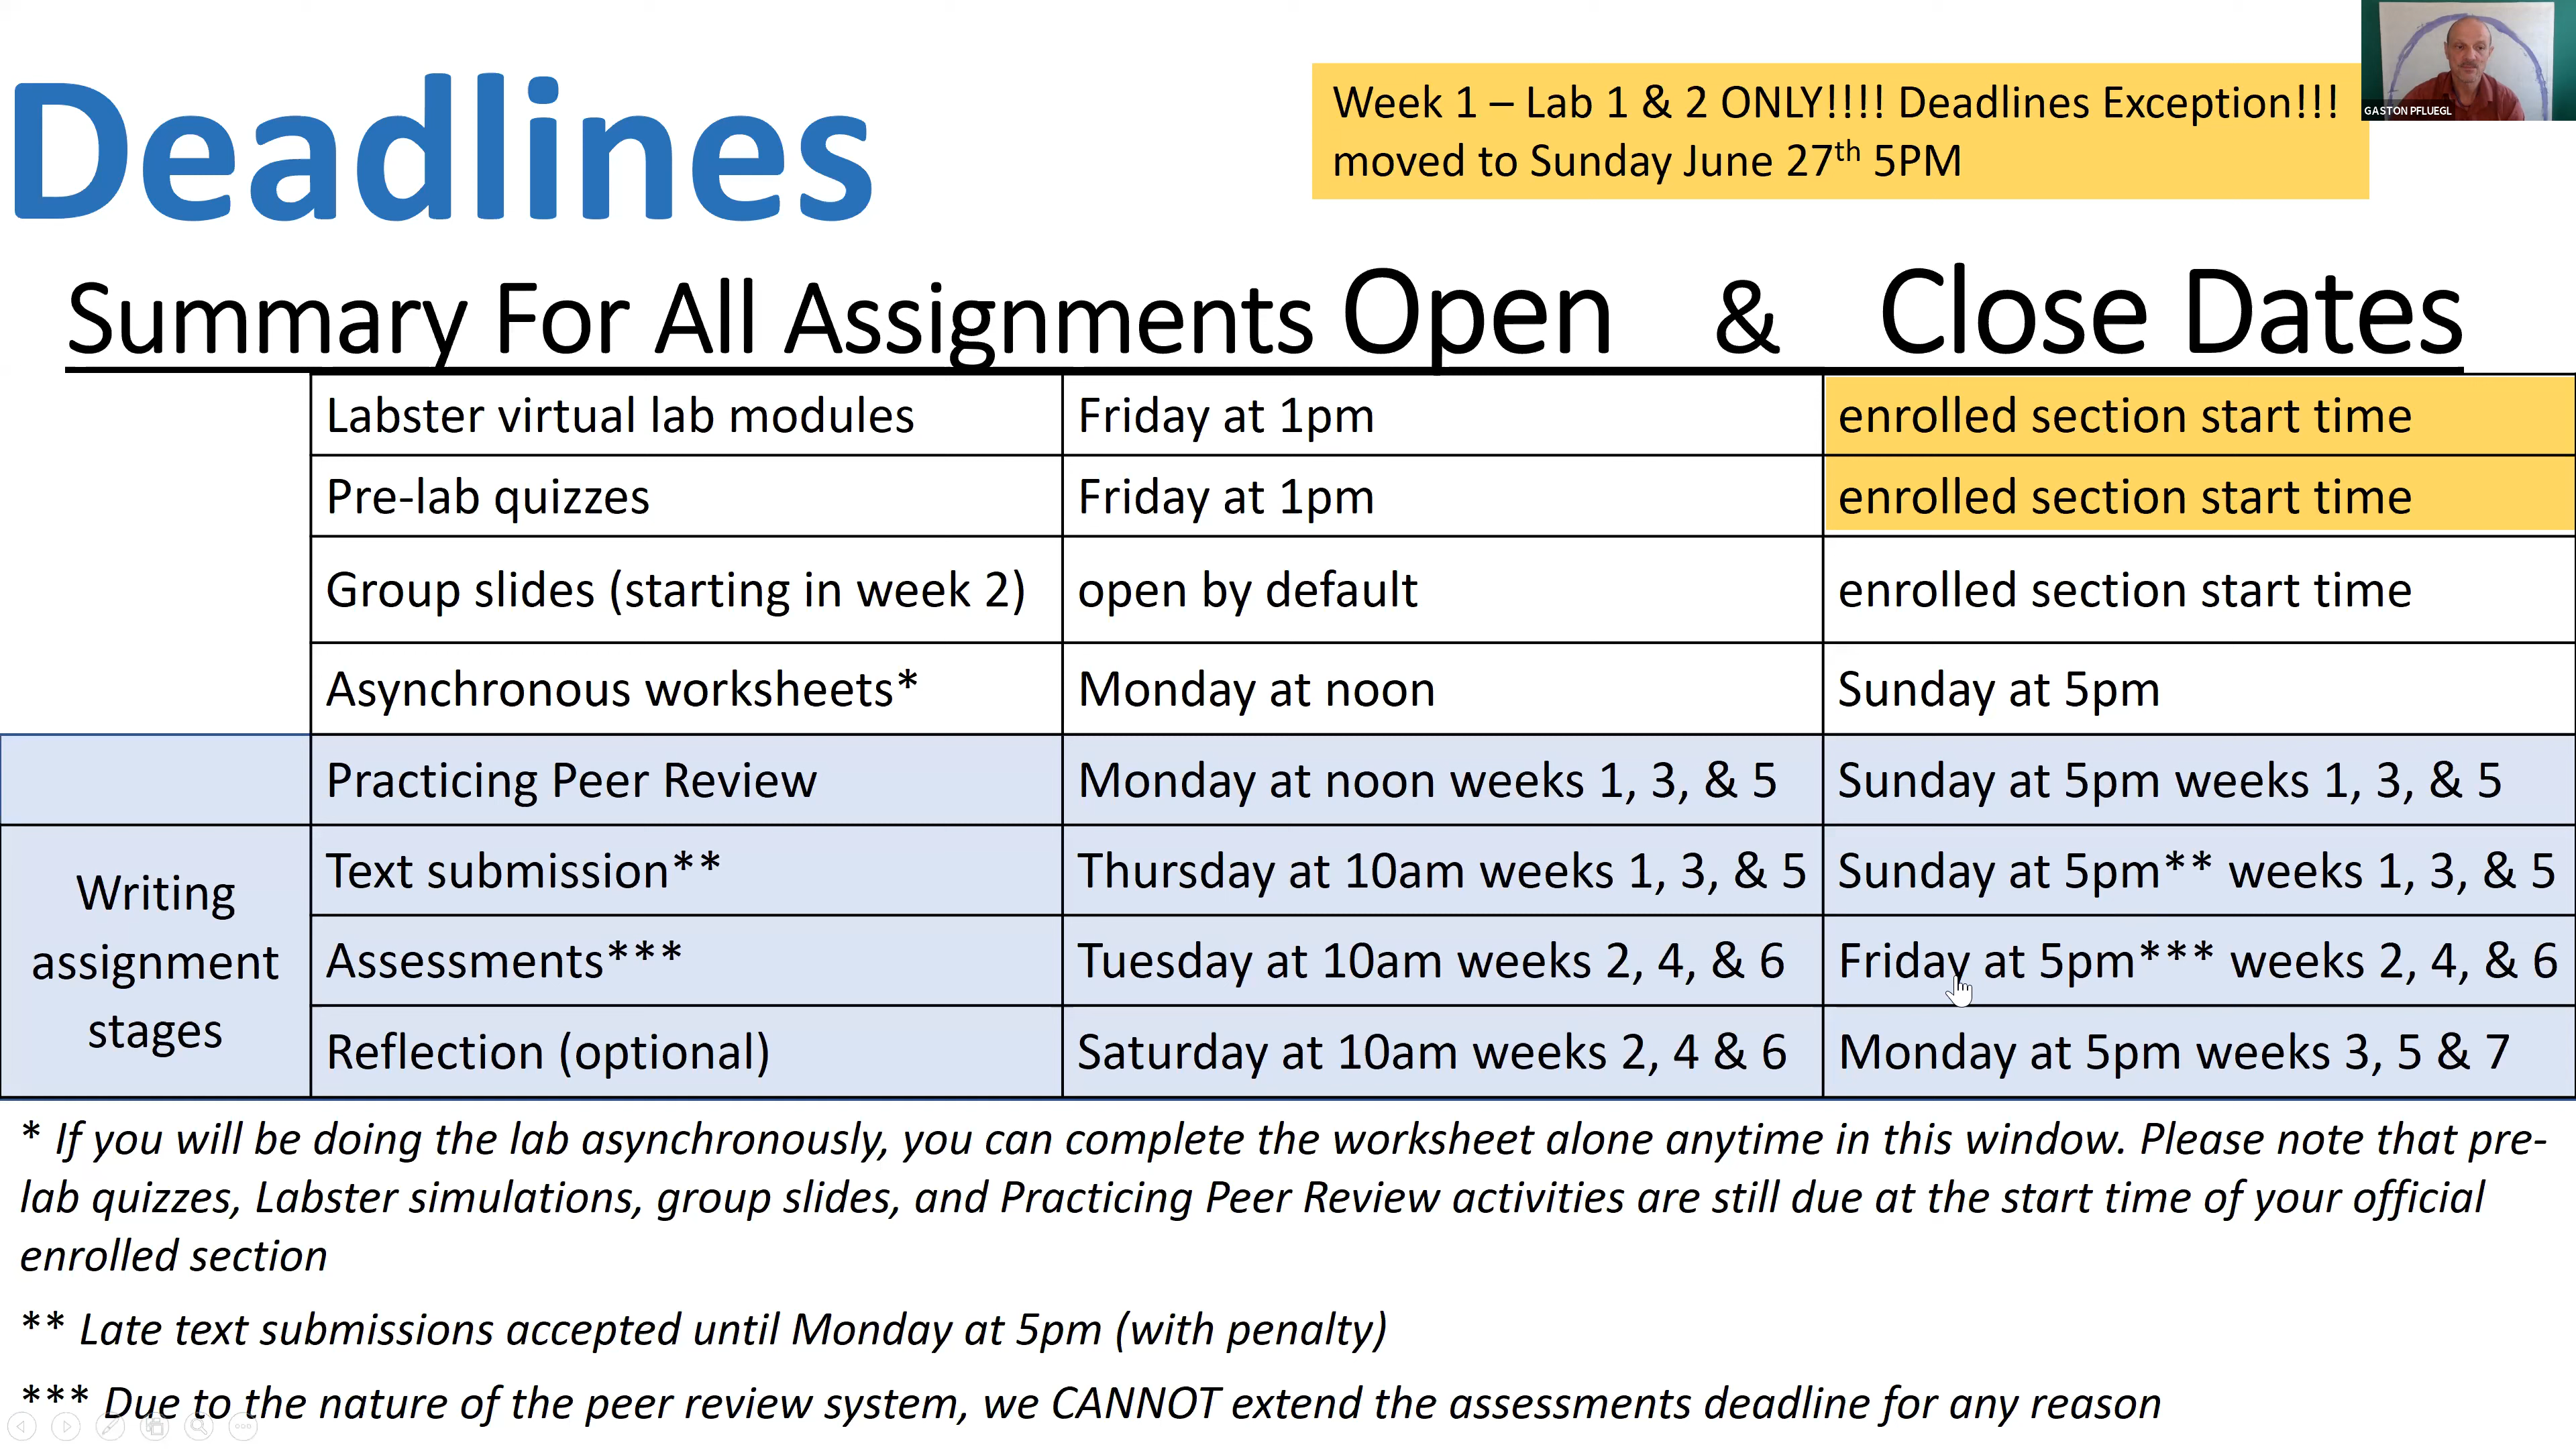 Deadlines
Week 1 – Lab 1 & 2 ONLY!!!! Deadlines Exception!!!
moved to Sunday June 27th 5PM
GASTON PFLUEGL
Summary For All Assignments Open & Close Dates
Labster virtual lab modules Friday at 1pm enrolled section start time
Pre-lab quizzes Friday at 1pm enrolled section start time
Group slides (starting in week 2) open by default enrolled section start time
Asynchronous worksheets* Monday at noon Sunday at 5pm
Practicing Peer Review Monday at noon weeks 1, 3, & 5 Sunday at 5pm weeks 1, 3, & 5
Writing
assignment
stages
Text submission** Thursday at 10am weeks 1, 3, & 5 Sunday at 5pm** weeks 1, 3, & 5
Assessments*** Tuesday at 10am weeks 2, 4, & 6 Friday at 5pm*** weeks 2, 4, & 6
Reflection (optional) Saturday at 10am weeks 2, 4 & 6 Monday at 5pm weeks 3, 5 & 7
* If you will be doing the lab asynchronously, you can complete the worksheet alone anytime in this window. Please note that pre-
lab quizzes, Labster simulations, group slides, and Practicing Peer Review activities are still due at the start time of your official
enrolled section
** Late text submissions accepted until Monday at 5pm (with penalty)
*** Due to the nature of the peer review system, we CANNOT extend the assessments deadline for any reason